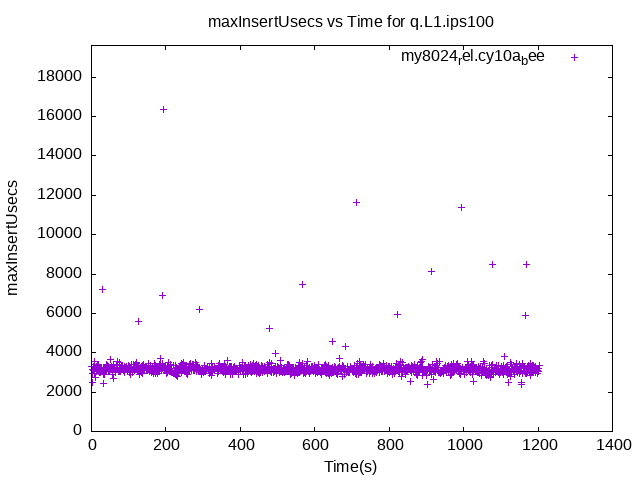 maxInsertUsecs vs Time for q.L1.ips100
my8024rel.cy10abee
18000
16000
14000
12000
10000
8000
6000
4000
2000
0
maxInsertUsecs
0 200 400 600 800 1000 1200 1400
Time(s)